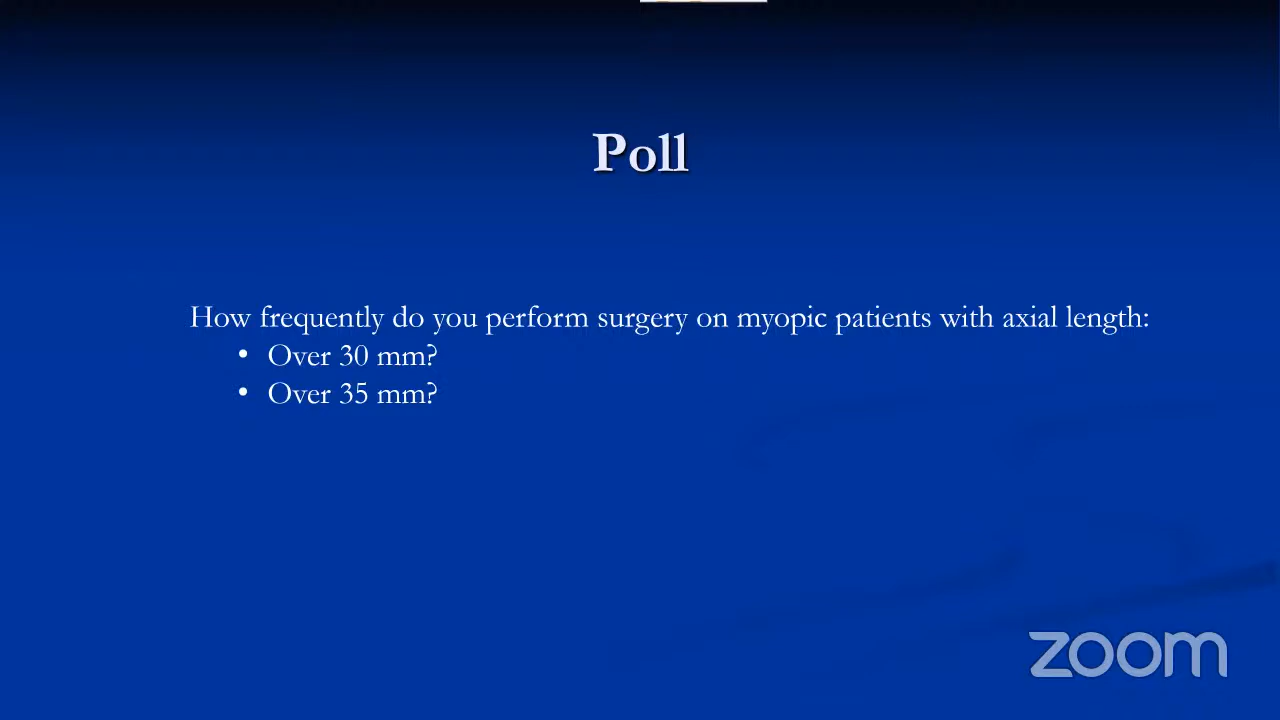 Poll
How frequently do you perform surgery on myopic patients with axial length:
• Over 30 mm?
• Over 35 mm?
zoom